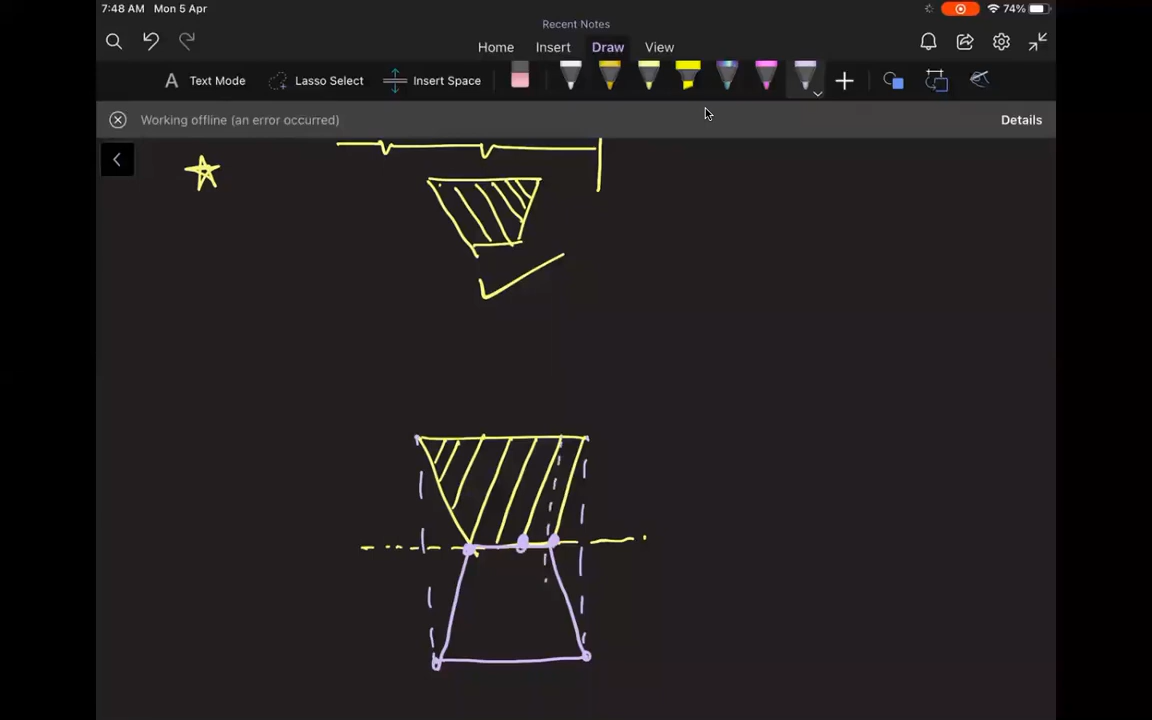 7:48 AM Mon 5 Apr
74%
Recent Notes
Home Insert Draw View
Text Mode Lasso Select Insert Space
Working offline (an error occurred) Details